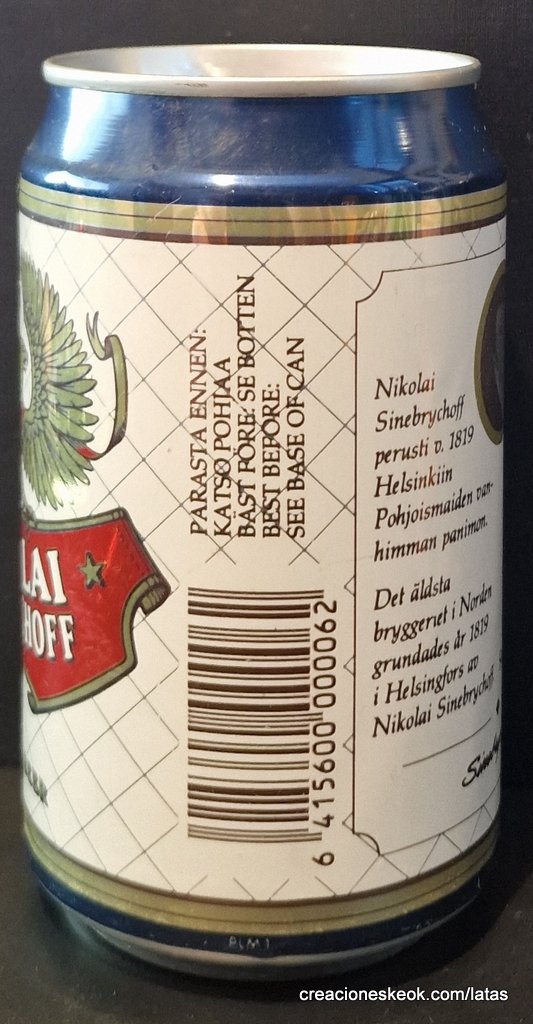 LAI
HOFF
PARASTA ENNEN:
KATSO POHJAA
BÄST FÖRE: SE BOTTEN
BEST BEFORE:
SEE BASE OF CAN
6 415600 000062
Nikolai
Sinebrychoff
perusti v. 1819
Helsinkiin
Pohjoismaiden van-
himman panimon.
Det äldsta
bryggeriet i Norden
grundades år 1819
i Helsingfors av
Nikolai Sinebrychoff.
creacioneskeok.com/latas